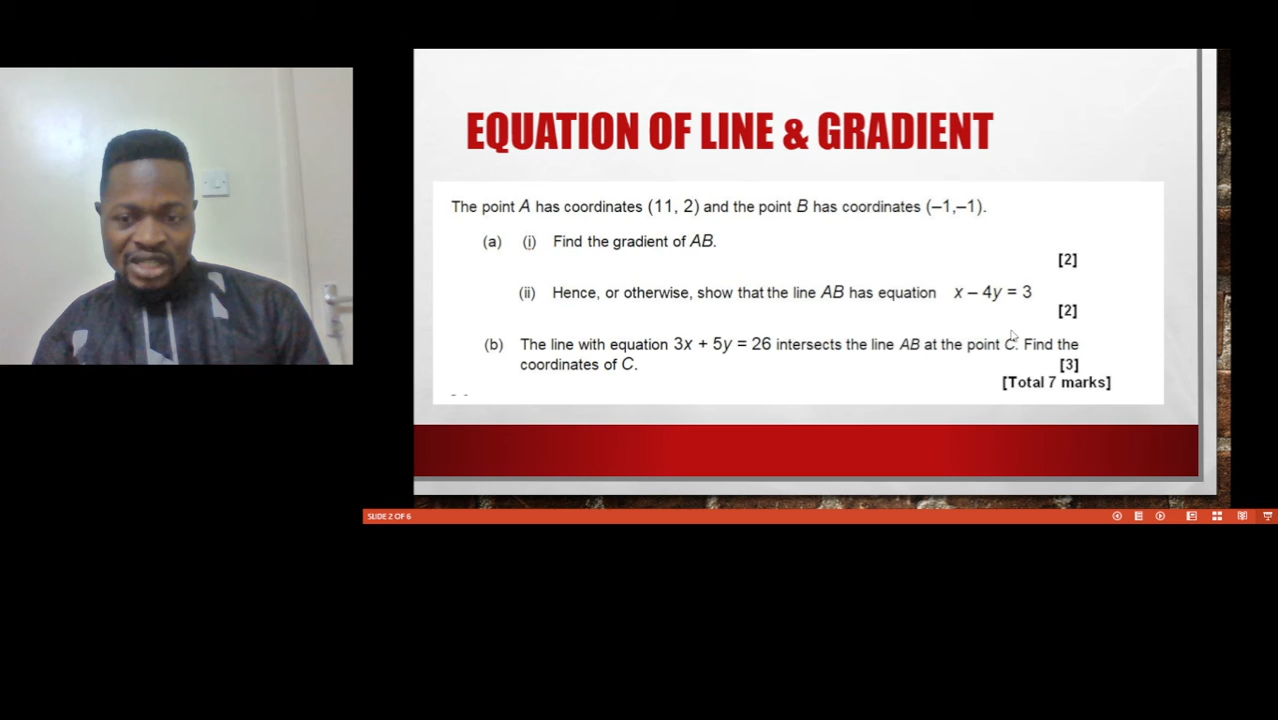 EQUATION OF LINE & GRADIENT
The point A has coordinates (11, 2) and the point B has coordinates (–1,–1).
(a) (i) Find the gradient of AB.
[2]
(ii) Hence, or otherwise, show that the line AB has equation x – 4y = 3
[2]
(b) The line with equation 3x + 5y = 26 intersects the line AB at the point C. Find the
coordinates of C.
[3]
[Total 7 marks]
SLIDE 2 OF 6